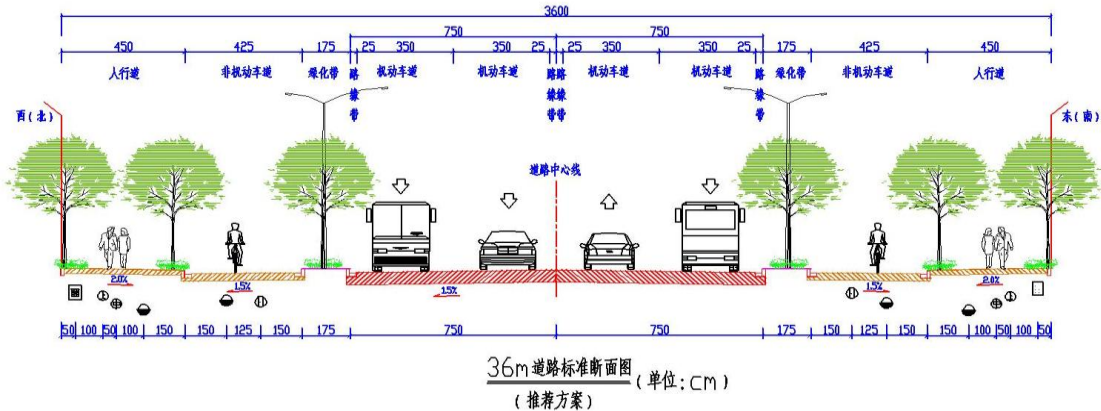 3600
750 750
450 425 175 25 350 350 25 25 350 350 25 175 425 450
人行道 非机动车道 绿化带 路缘带 机动车道 机动车道 路缘带 路缘带 机动车道 机动车道 路缘带 绿化带 非机动车道 人行道
西(北) 东(南)
道路中心线
2.0% 1.5% 1.5% 1.5% 2.0%
50 100 50 100 150 150 125 150 175 750 750 175 150 125 150 150 100 50 100 50
36m道路标准断面图(单位:cm)
(推荐方案)